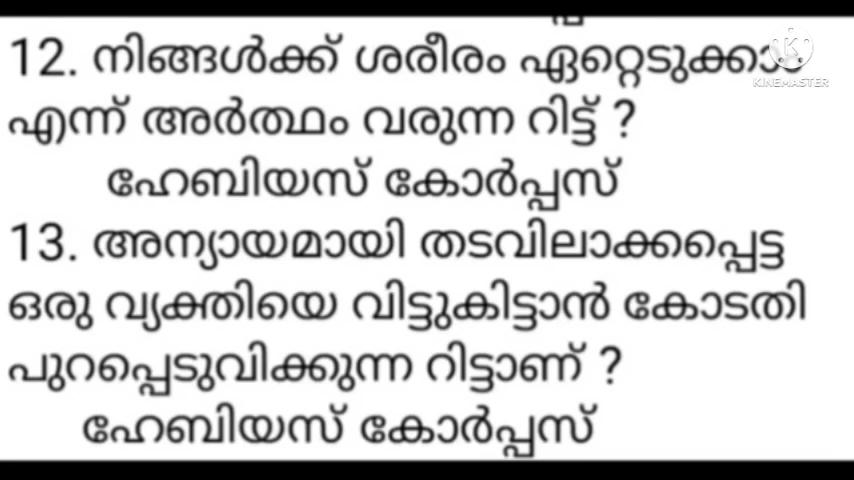 12. നിങ്ങൾക്ക് ശരീരം ഏറ്റെടുക്കാം
എന്ന് അർത്ഥം വരുന്ന റിട്ട് ?
ഹേബിയസ് കോർപ്പസ്
13. അന്യായമായി തടവിലാക്കപ്പെട്ട
ഒരു വ്യക്തിയെ വിട്ടുകിട്ടാൻ കോടതി
പുറപ്പെടുവിക്കുന്ന റിട്ടാണ് ?
ഹേബിയസ് കോർപ്പസ്
KINEMASTER